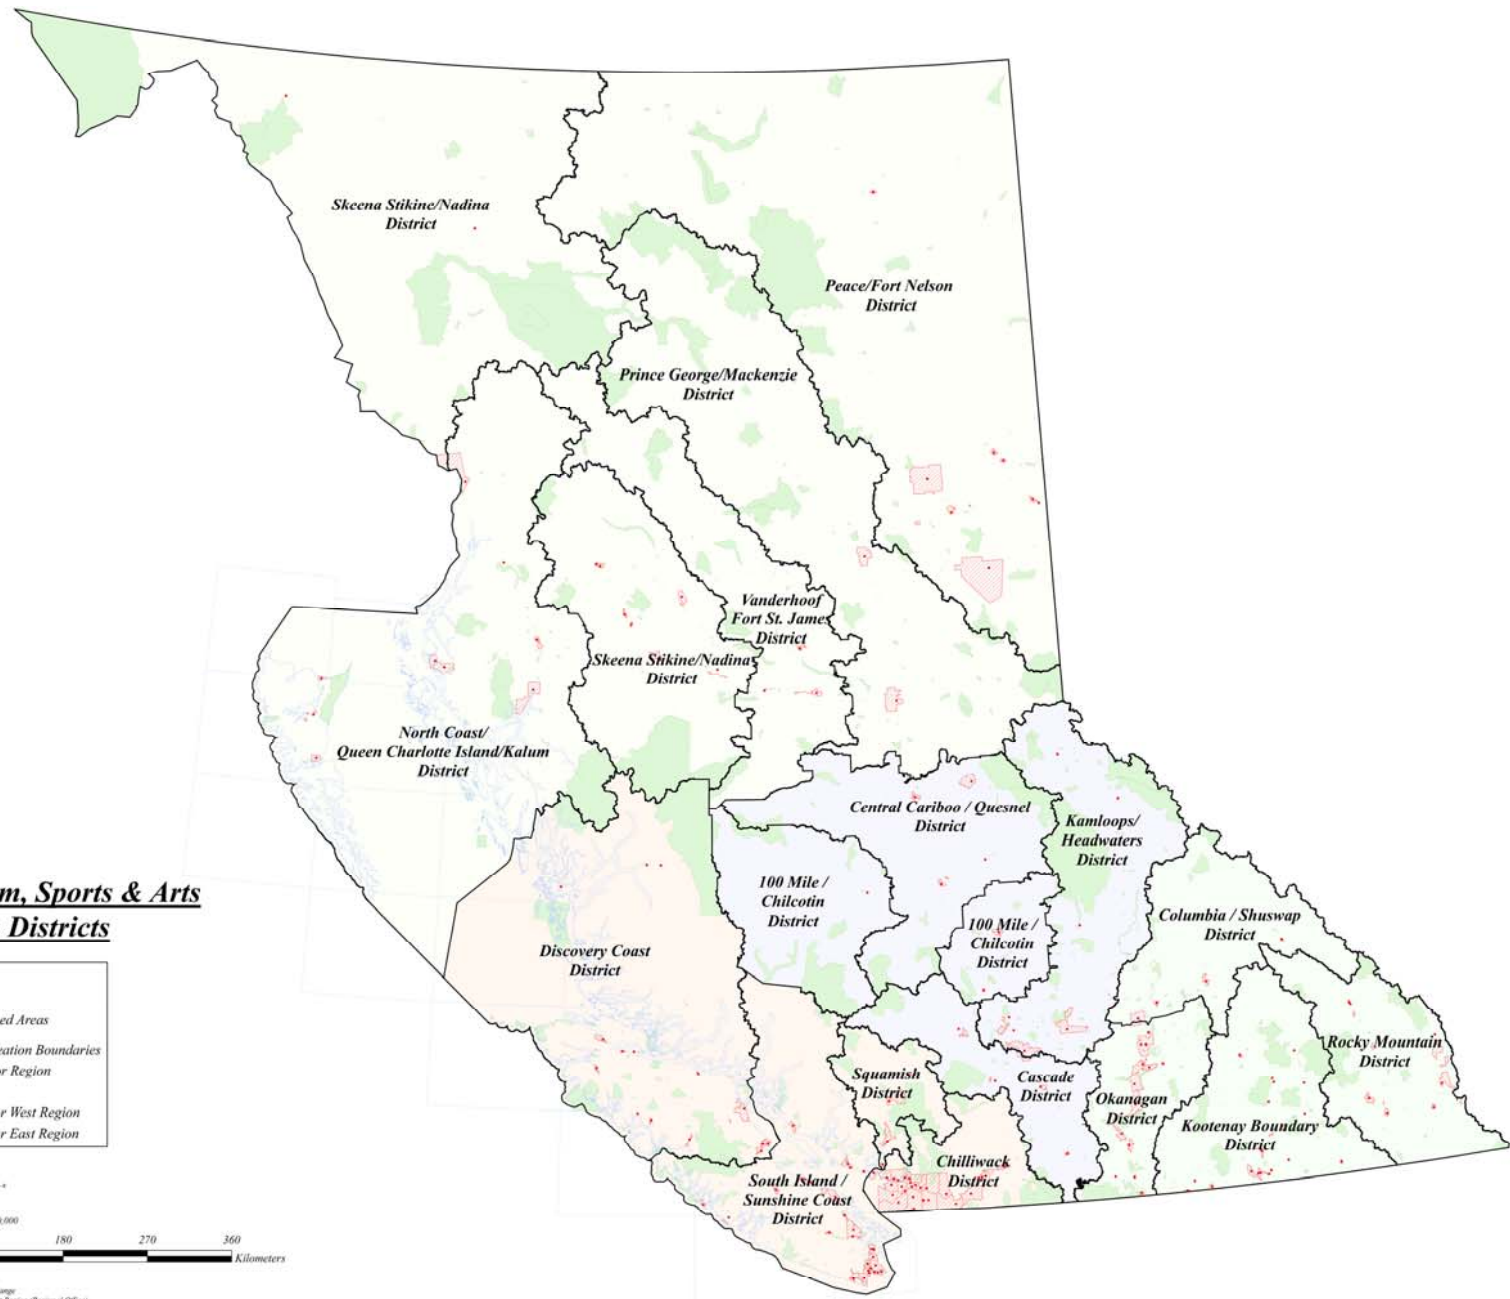 Skeena Stikine/Nadina
District
Peace/Fort Nelson
District
Prince George/Mackenzie
District
Vanderhoof
Fort St. James
District
Skeena Stikine/Nadina
District
North Coast/
Queen Charlotte Island/Kalum
District
Central Cariboo / Quesnel
District
Kamloops/
Headwaters
District
100 Mile /
Chilcotin
District
100 Mile /
Chilcotin
District
Columbia / Shuswap
District
Discovery Coast
District
Rocky Mountain
District
Squamish
District
Cascade
District
Okanagan
District
Kootenay Boundary
District
Chilliwack
District
South Island /
Sunshine Coast
District
m, Sports & Arts
Districts
ed Areas
eation Boundaries
or Region
r West Region
r East Region
180 270 360
Kilometers